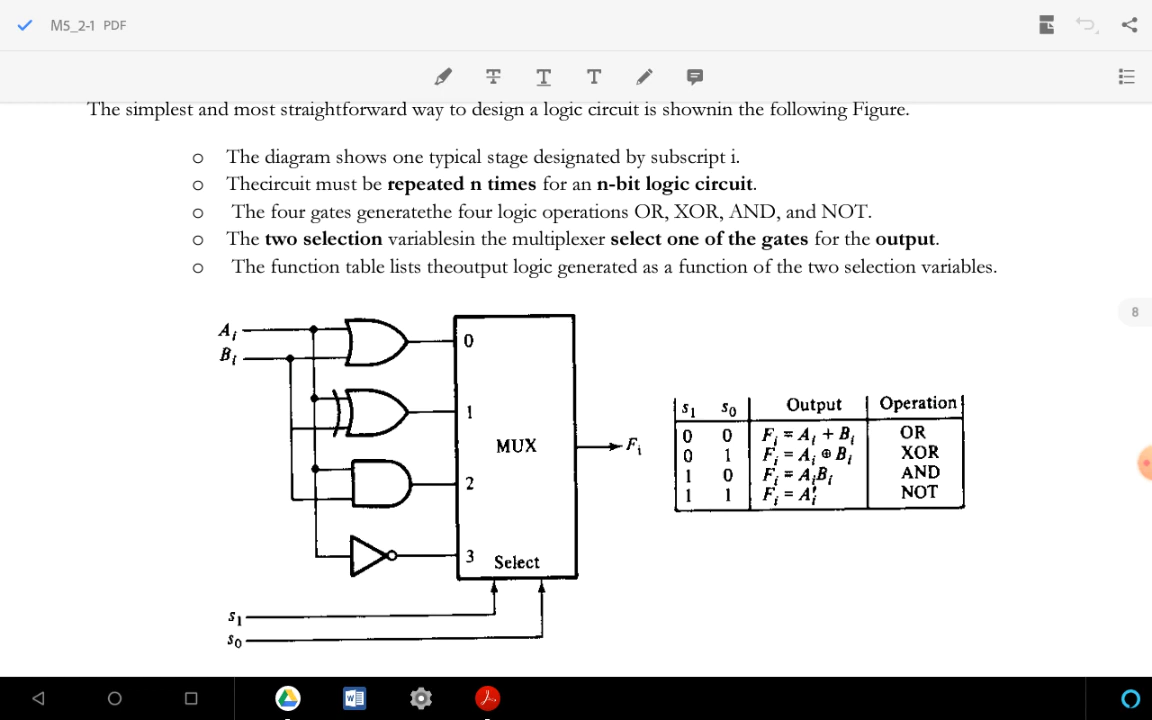 M5_2-1 PDF
The simplest and most straightforward way to design a logic circuit is shownin the following Figure.
o The diagram shows one typical stage designated by subscript i.
o Thecircuit must be repeated n times for an n-bit logic circuit.
o The four gates generatethe four logic operations OR, XOR, AND, and NOT.
o The two selection variablesin the multiplexer select one of the gates for the output.
o The function table lists theoutput logic generated as a function of the two selection variables.
8
Ai
Bi
0
1
2
3
MUX
Select
Fi
S1
S0
S1 S0 Output Operation
0 0 Fi = Ai + Bi OR
0 1 Fi = Ai ⊕ Bi XOR
1 0 Fi = AiBi AND
1 1 Fi = Ai′ NOT